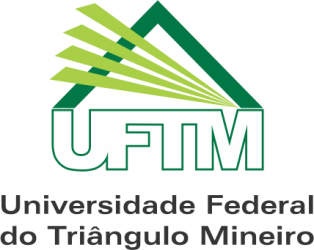 UFTM
Universidade Federal
do Triângulo Mineiro